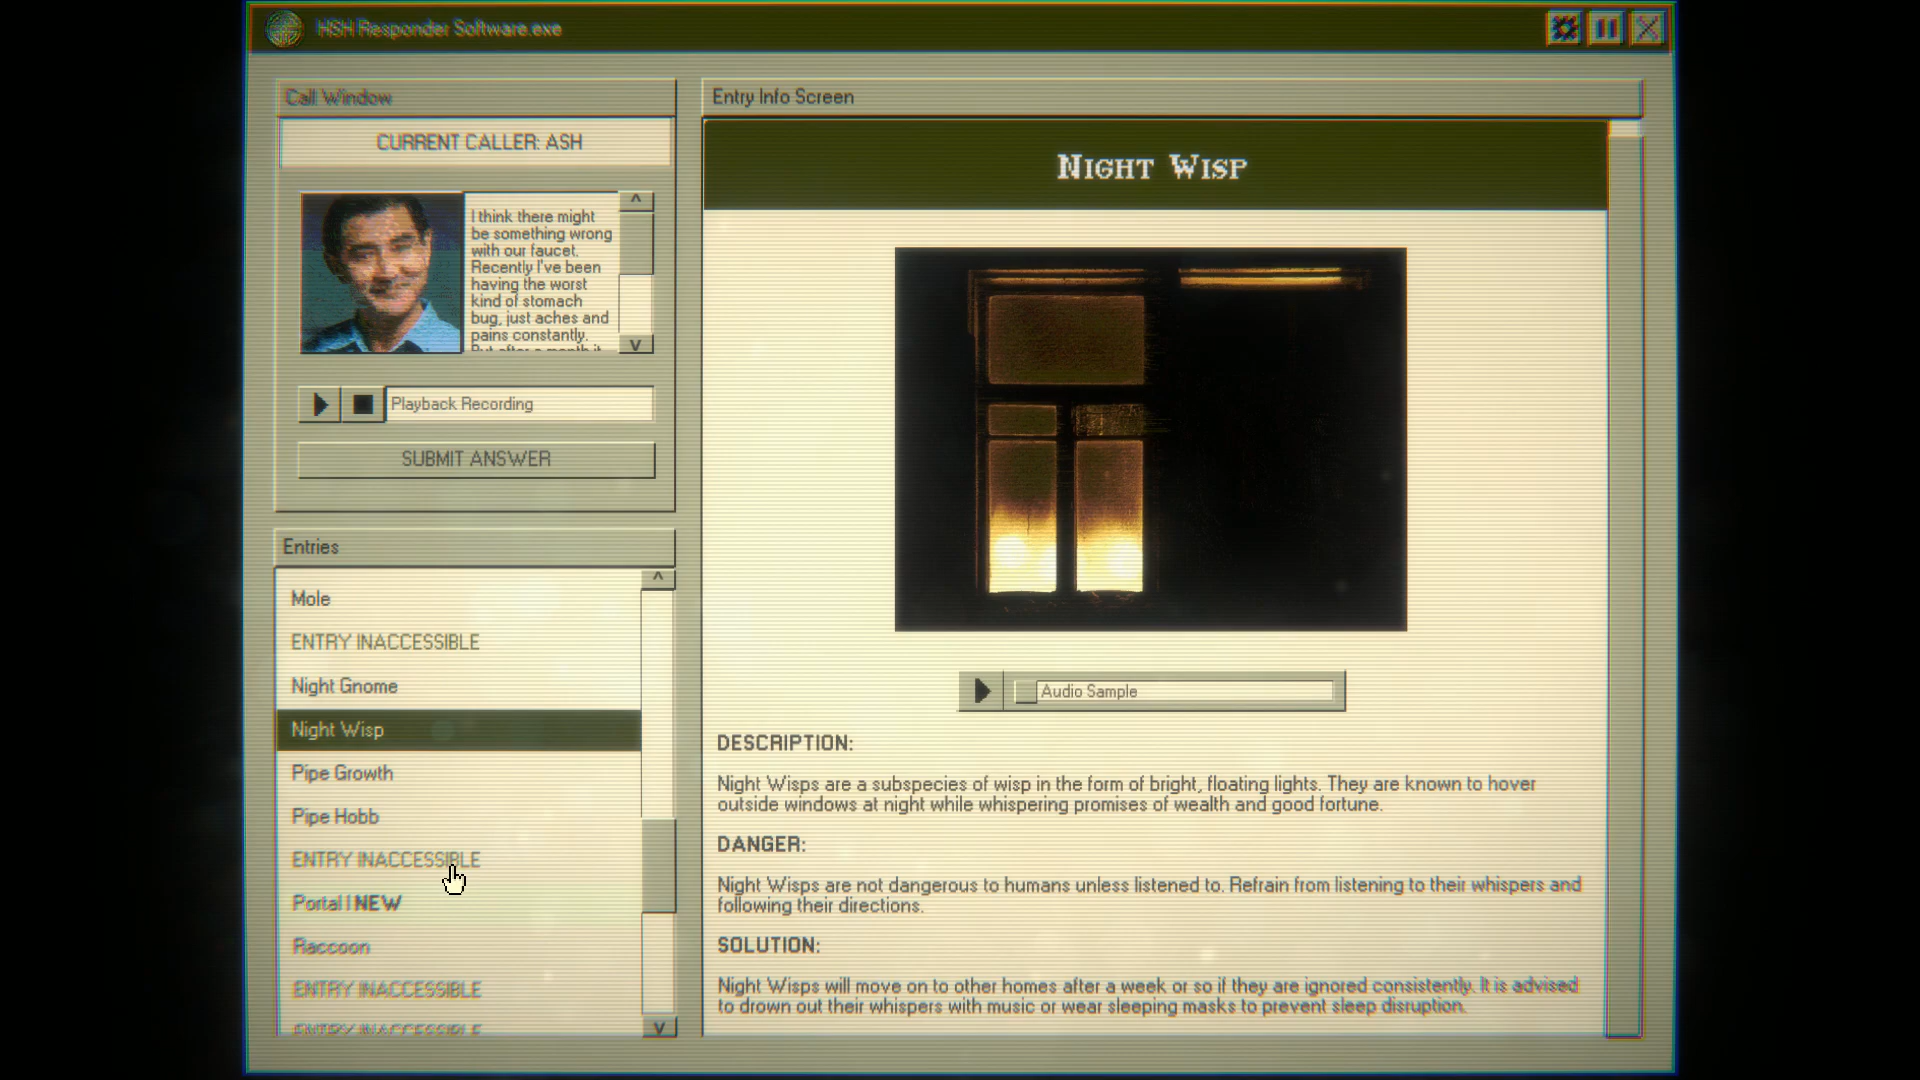 HSH Responder Software.exe
Call Window
CURRENT CALLER: ASH
I think there might
be something wrong
with our faucet.
Recently I've been
having the worst
kind of stomach
bug, just aches and
pains constantly.
But after a month it
Playback Recording
SUBMIT ANSWER
Entries
Mole
ENTRY INACCESSIBLE
Night Gnome
Night Wisp
Pipe Growth
Pipe Hobb
ENTRY INACCESSIBLE
Portal | NEW
Raccoon
ENTRY INACCESSIBLE
ENTRY INACCESSIBLE
Entry Info Screen
NIGHT WISP
Audio Sample
DESCRIPTION:
Night Wisps are a subspecies of wisp in the form of bright, floating lights. They are known to hover
outside windows at night while whispering promises of wealth and good fortune.
DANGER:
Night Wisps are not dangerous to humans unless listened to. Refrain from listening to their whispers and
following their directions.
SOLUTION:
Night Wisps will move on to other homes after a week or so if they are ignored consistently. It is advised
to drown out their whispers with music or wear sleeping masks to prevent sleep disruption.